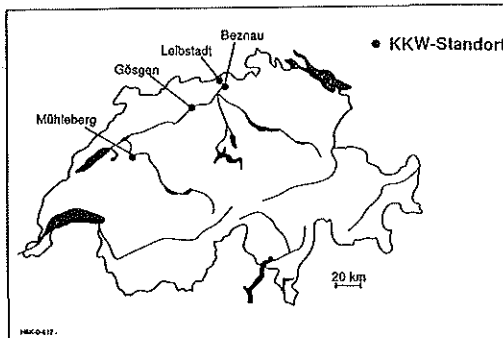 Beznau
Leibstadt
● KKW-Standort
Gösgen
Mühleberg
20 km